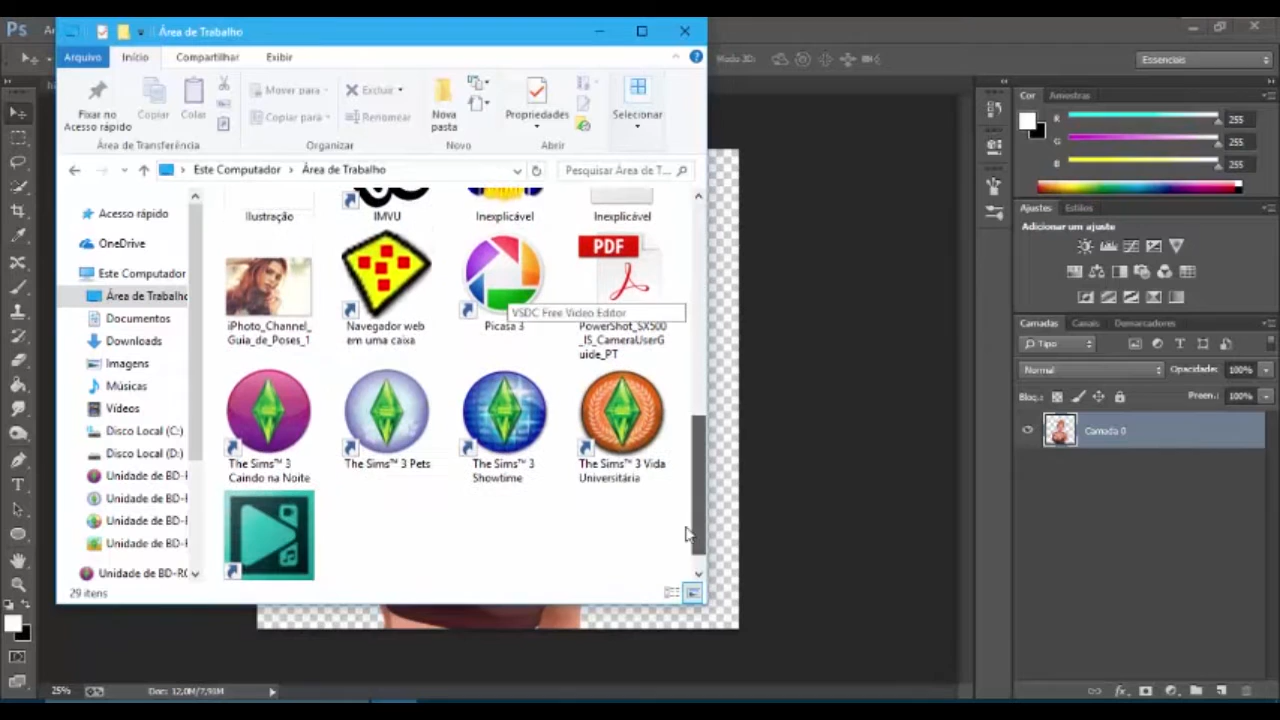 Ps
Área de Trabalho
Arquivo
Início
Compartilhar
Exibir
Modo 3D:
Essenciais
Fixar no
Acesso rápido
Copiar
Colar
Mover para
Copiar para
Excluir
Renomear
Nova
pasta
Propriedades
Selecionar
Área de Transferência
Organizar
Novo
Abrir
Este Computador
Área de Trabalho
Pesquisar Área de T...
Acesso rápido
OneDrive
Este Computador
Área de Trabalho
Documentos
Downloads
Imagens
Músicas
Vídeos
Disco Local (C:)
Disco Local (D:)
Unidade de BD-R
Unidade de BD-R
Unidade de BD-R
Unidade de BD-R
Unidade de BD-RO
29 itens
Ilustração
IMVU
Inexplicável
Inexplicável
iPhoto_Channel_
Guia_de_Poses_1
Navegador web
em uma caixa
Picasa 3
PDF
PowerShot_SX500
_IS_CameraUserG
uide_PT
VSDC Free Video Editor
The Sims™ 3
Caindo na Noite
The Sims™ 3 Pets
The Sims™ 3
Showtime
The Sims™ 3 Vida
Universitária
Cor
Amostras
R
255
G
255
B
255
Ajustes
Estilos
Adicionar um ajuste
Camadas
Canais
Demarcadores
Tipo
Normal
Opacidade:
100%
Bloq.:
Preen.:
100%
Camada 0
25%
Doc: 12,0M/7,91M